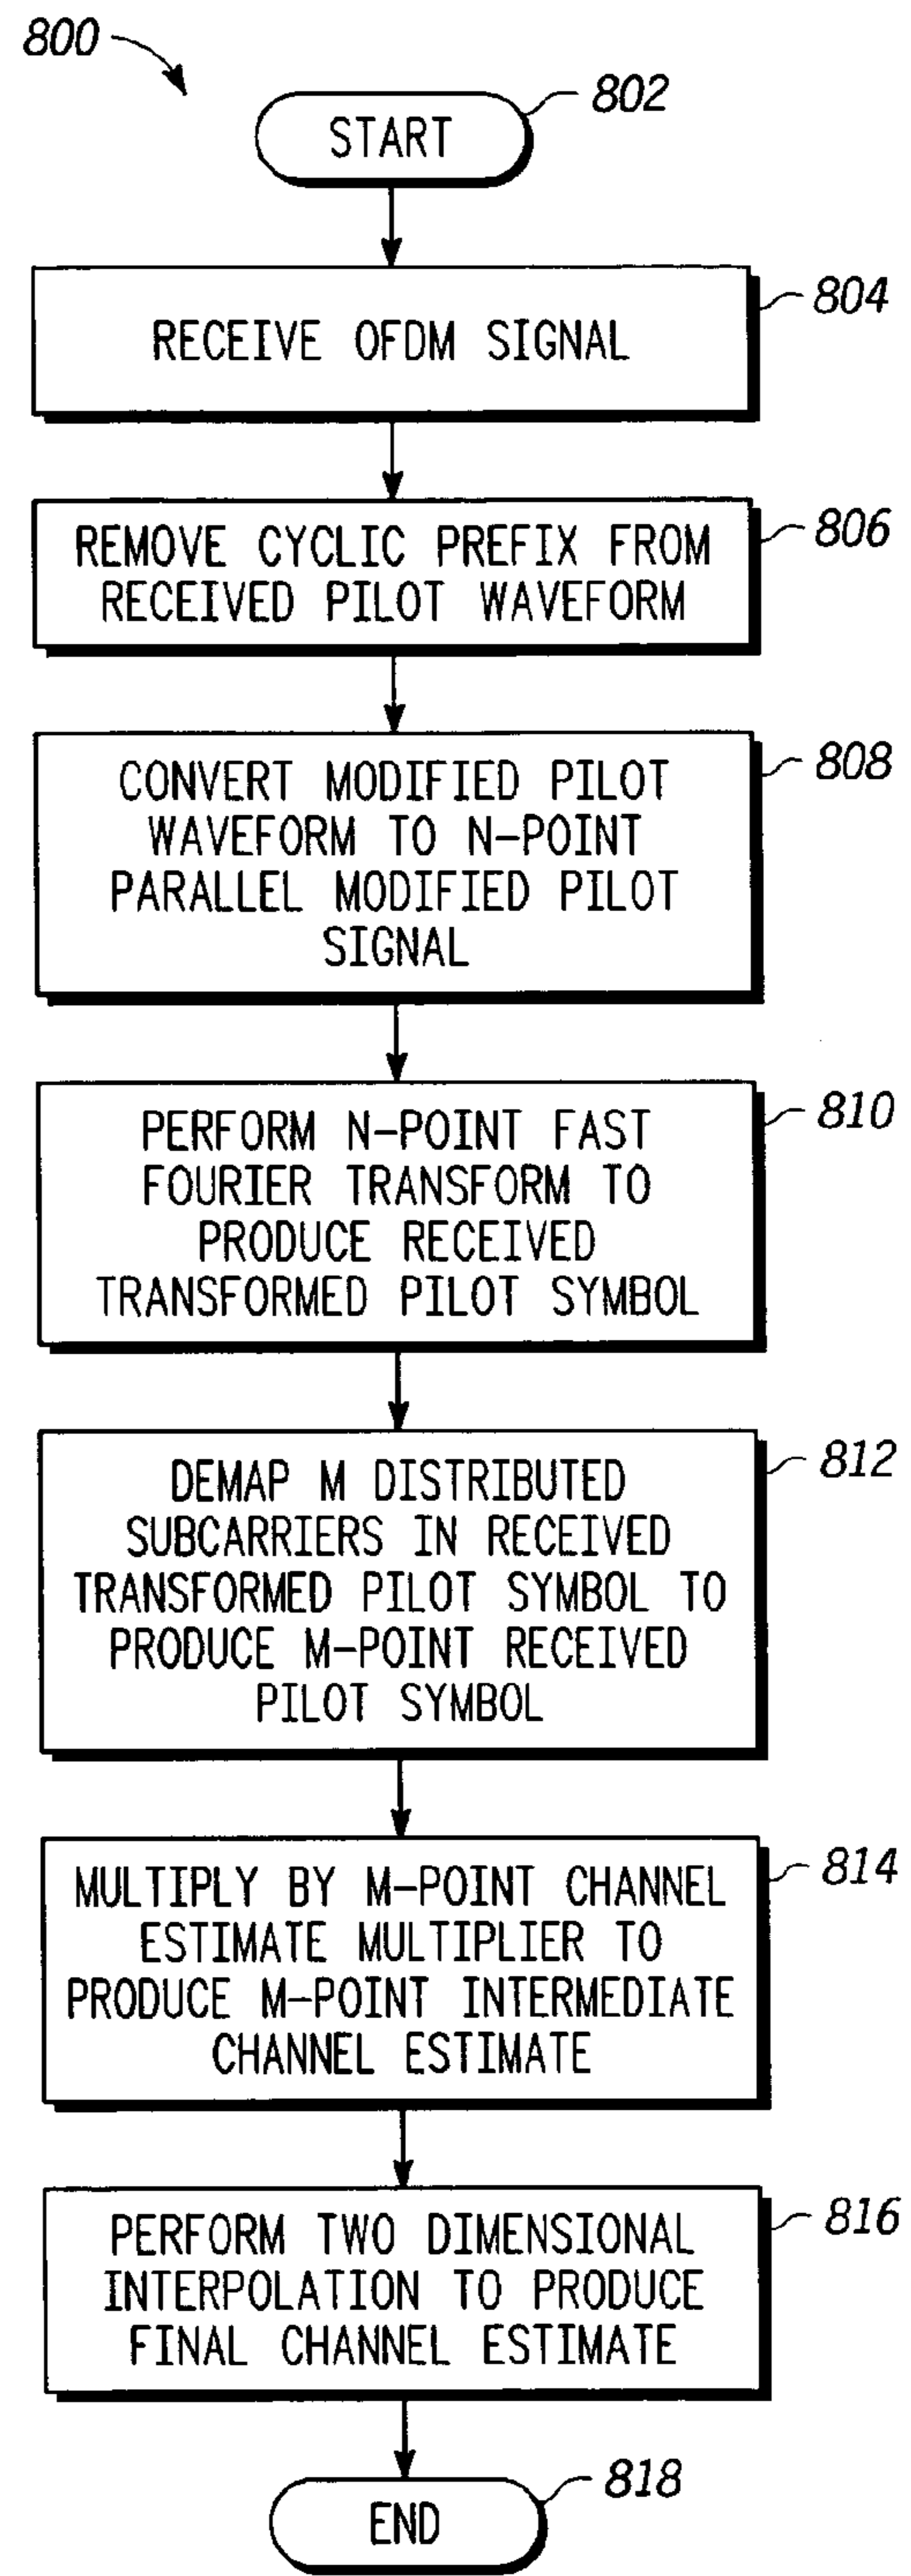 800
802
START
804
RECEIVE OFDM SIGNAL
806
REMOVE CYCLIC PREFIX FROM
RECEIVED PILOT WAVEFORM
808
CONVERT MODIFIED PILOT
WAVEFORM TO N-POINT
PARALLEL MODIFIED PILOT
SIGNAL
810
PERFORM N-POINT FAST
FOURIER TRANSFORM TO
PRODUCE RECEIVED
TRANSFORMED PILOT SYMBOL
812
DEMAP M DISTRIBUTED
SUBCARRIERS IN RECEIVED
TRANSFORMED PILOT SYMBOL TO
PRODUCE M-POINT RECEIVED
PILOT SYMBOL
814
MULTIPLY BY M-POINT CHANNEL
ESTIMATE MULTIPLIER TO
PRODUCE M-POINT INTERMEDIATE
CHANNEL ESTIMATE
816
PERFORM TWO DIMENSIONAL
INTERPOLATION TO PRODUCE
FINAL CHANNEL ESTIMATE
818
END